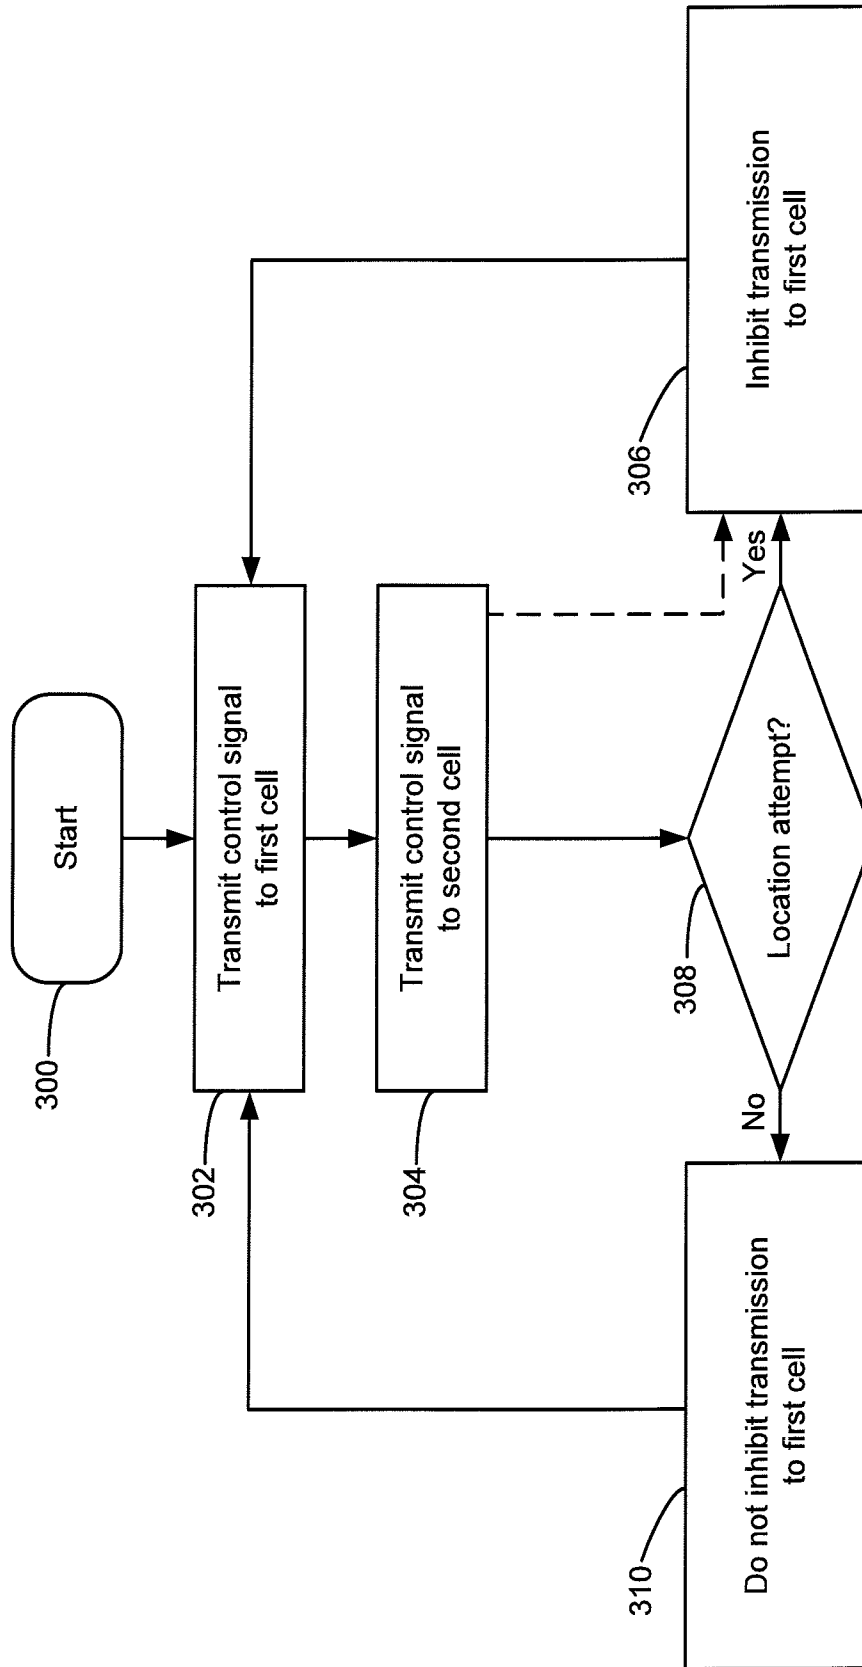 Start
300
Transmit control signal
to first cell
302
Transmit control signal
to second cell
304
Location attempt?
308
No
Yes
Do not inhibit transmission
to first cell
310
Inhibit transmission
to first cell
306